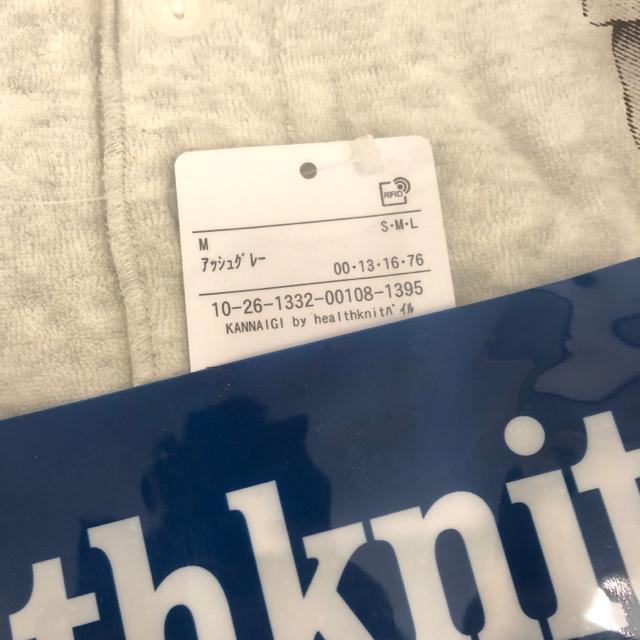 RFID
M S・M・L
アッシュグレー 00・13・16・76
10-26-1332-00108-1395
KANNAIGI by healthknitパイル
thknit